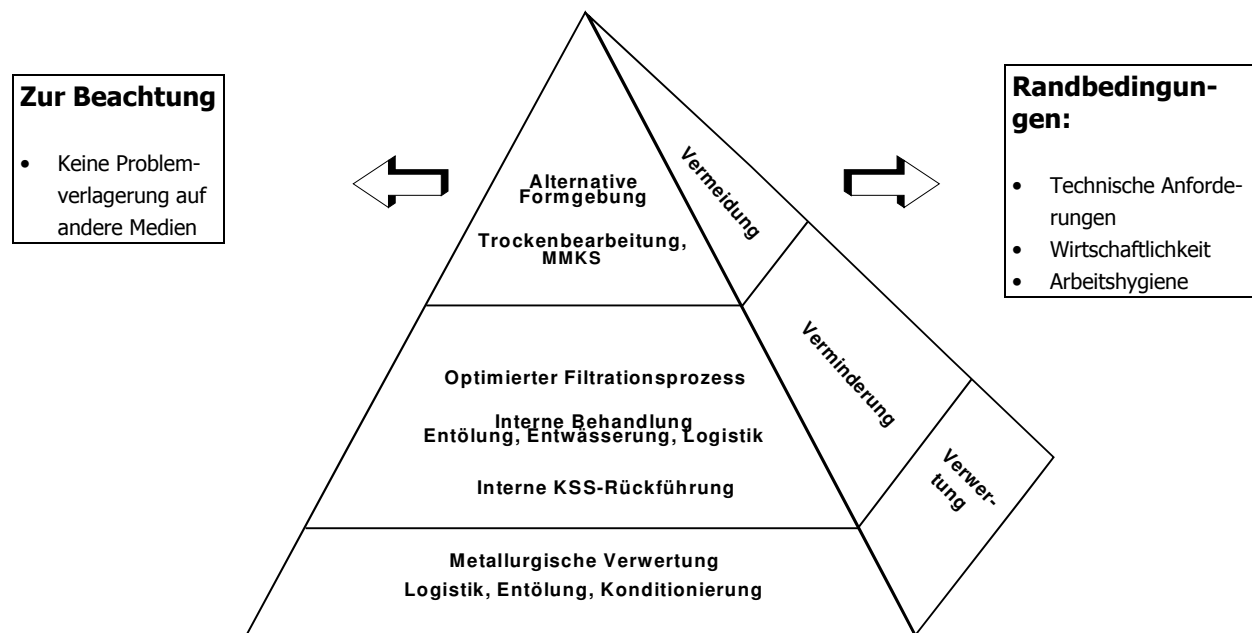 Zur Beachtung
• Keine Problem-
verlagerung auf
andere Medien
Alternative
Formgebung
Trockenbearbeitung,
MMKS
Vermeidung
Randbedingun-
gen:
• Technische Anforde-
rungen
• Wirtschaftlichkeit
• Arbeitshygiene
Optimierter Filtrationsprozess
Interne Behandlung
Entölung, Entwässerung, Logistik
Interne KSS-Rückführung
Verminderung
Metallurgische Verwertung
Logistik, Entölung, Konditionierung
Verwer-
tung